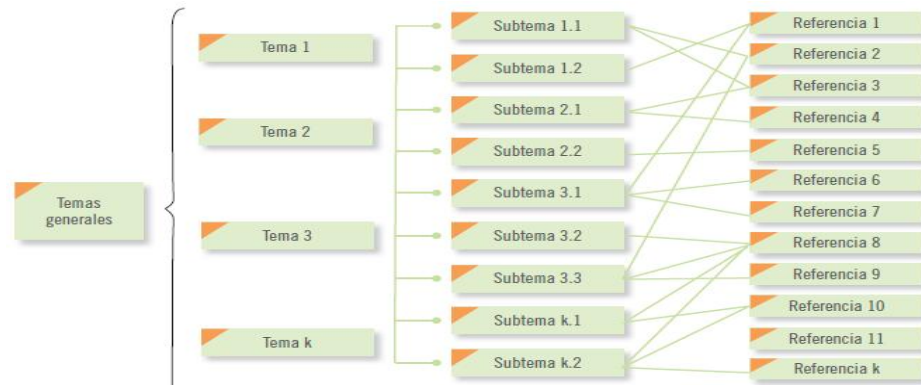 Temas
generales
Tema 1
Tema 2
Tema 3
Tema k
Subtema 1.1
Subtema 1.2
Subtema 2.1
Subtema 2.2
Subtema 3.1
Subtema 3.2
Subtema 3.3
Subtema k.1
Subtema k.2
Referencia 1
Referencia 2
Referencia 3
Referencia 4
Referencia 5
Referencia 6
Referencia 7
Referencia 8
Referencia 9
Referencia 10
Referencia 11
Referencia k